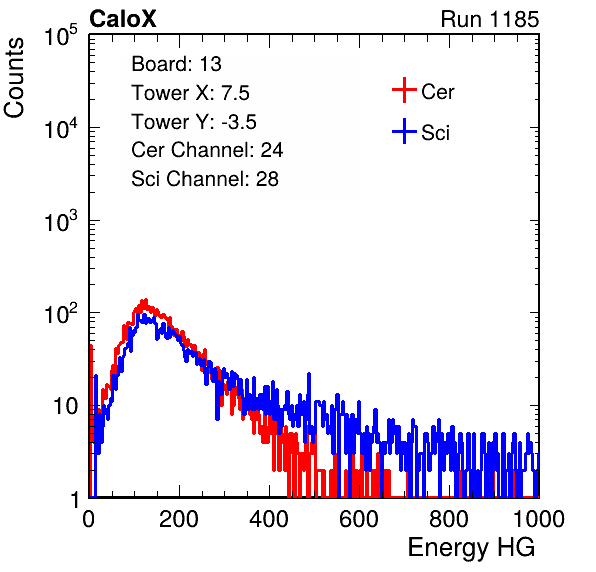 CaloX Run 1185
Counts
10^5
10^4
10^3
10^2
10
1
Board: 13
Tower X: 7.5
Tower Y: -3.5
Cer Channel: 24
Sci Channel: 28
Cer
Sci
0 200 400 600 800 1000
Energy HG